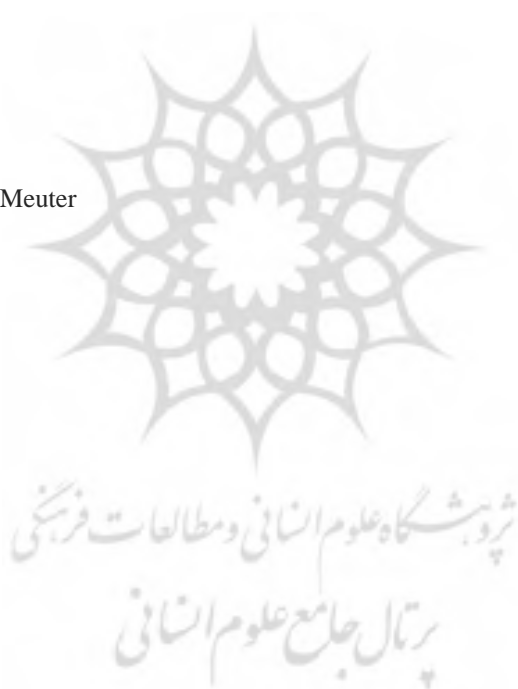 Meuter
پژوهشگاه علوم انسانی و مطالعات فرهنگی
پرتال جامع علوم انسانی